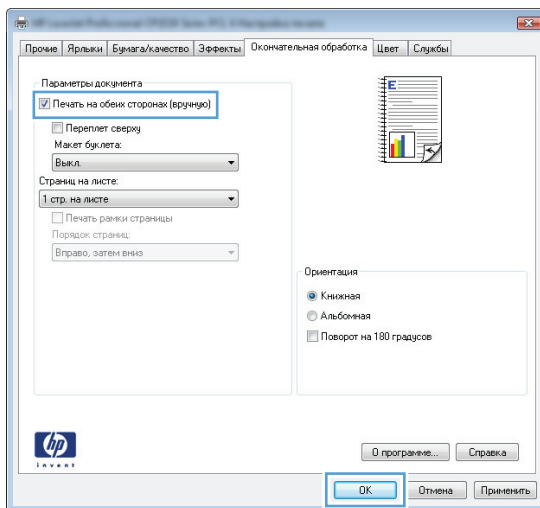 Прочие Ярлыки Бумага/качество Эффекты Окончательная обработка Цвет Службы
Параметры документа
Печать на обеих сторонах (вручную)
Переплет сверху
Макет буклета:
Выкл.
Страниц на листе:
1 стр. на листе
Печать рамки страницы
Порядок страниц:
Вправо, затем вниз
E
Ориентация
Книжная
Альбомная
Поворот на 180 градусов
hp
invent
О программе... Справка
OK Отмена Применить